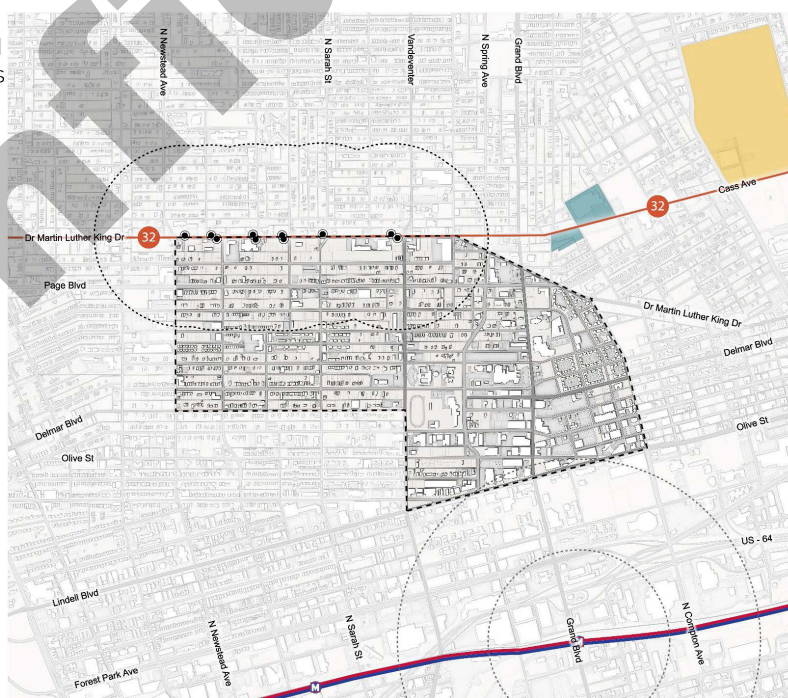 N Newstead Ave
N Sarah St
Vandeventer
N Spring Ave
Grand Blvd
Cass Ave
32
Dr Martin Luther King Dr
32
Page Blvd
Dr Martin Luther King Dr
Delmar Blvd
Delmar Blvd
Olive St
Olive St
US - 64
Lindell Blvd
N Newstead Ave
N Sarah St
Grand Blvd
N Compton Ave
Forest Park Ave
M